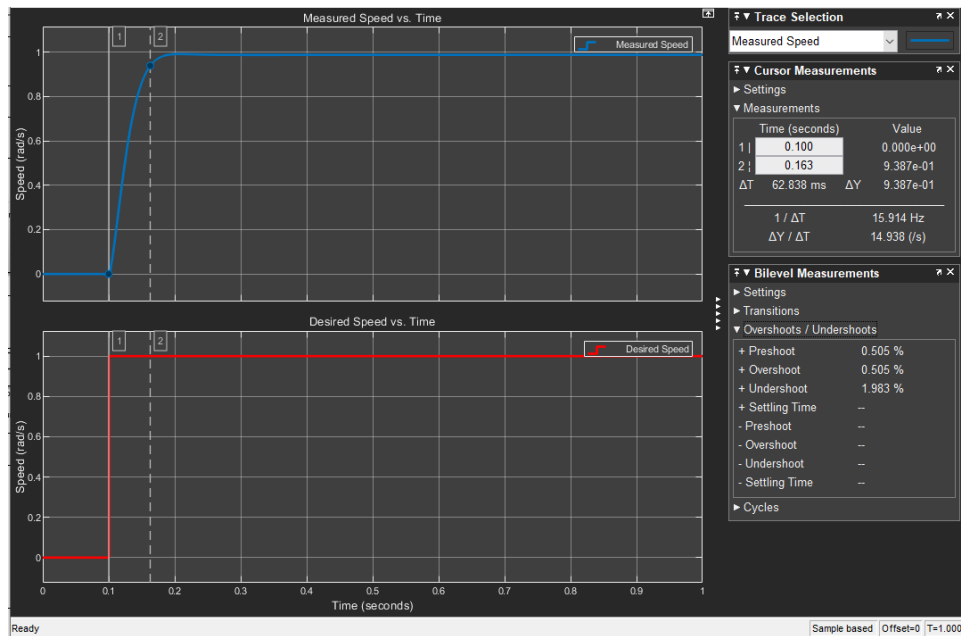 Measured Speed vs. Time
1 2
Measured Speed
1
0.8
0.6
0.4
0.2
0
Speed (rad/s)
Desired Speed vs. Time
1 2
Desired Speed
1
0.8
0.6
0.4
0.2
0
Speed (rad/s)
0 0.1 0.2 0.3 0.4 0.5 0.6 0.7 0.8 0.9 1
Time (seconds)
Trace Selection
Measured Speed
Cursor Measurements
Settings
Measurements
Time (seconds) Value
1 | 0.100 0.000e+00
2 ¦ 0.163 9.387e-01
ΔT 62.838 ms ΔY 9.387e-01
1 / ΔT 15.914 Hz
ΔY / ΔT 14.938 (/s)
Bilevel Measurements
Settings
Transitions
Overshoots / Undershoots
+ Preshoot 0.505 %
+ Overshoot 0.505 %
+ Undershoot 1.983 %
+ Settling Time --
- Preshoot --
- Overshoot --
- Undershoot --
- Settling Time --
Cycles
Ready Sample based Offset=0 T=1.000